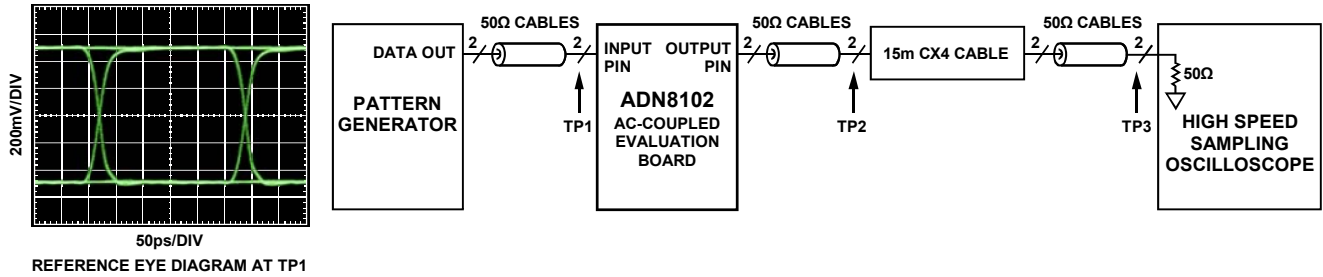 200mV/DIV
50ps/DIV
REFERENCE EYE DIAGRAM AT TP1
DATA OUT
PATTERN
GENERATOR
50Ω CABLES
2
2
TP1
INPUT
PIN
OUTPUT
PIN
ADN8102
AC-COUPLED
EVALUATION
BOARD
50Ω CABLES
2
2
TP2
15m CX4 CABLE
50Ω CABLES
2
2
TP3
50Ω
HIGH SPEED
SAMPLING
OSCILLOSCOPE